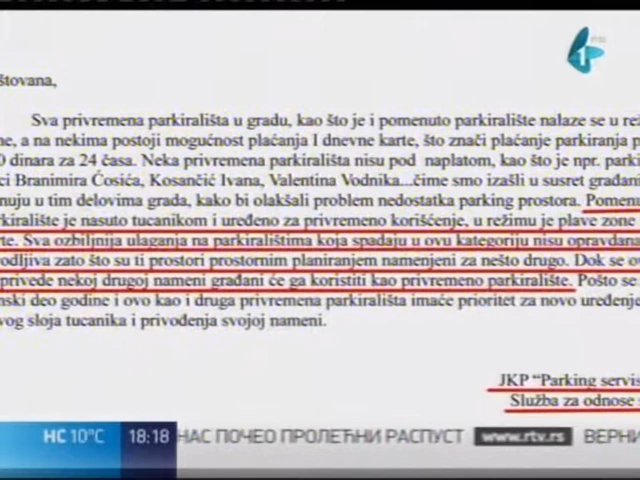 štovana,
Sva privremena parkirališta u gradu, kao što je i pomenuto parkiralište nalaze se u rež
ne, a na nekima postoji mogućnost plaćanja I dnevne karte, što znači plaćanje parkiranja p
0 dinara za 24 časa. Neka privremena parkirališta nisu pod naplatom, kao što je npr. parki
ci Branimira Ćosića, Kosančić Ivana, Valentina Vodnika...čime smo izašli u susret građani
nuju u tim delovima grada, kako bi olakšali problem nedostatka parking prostora. Pomenu
rkiralište je nasuto tucanikom i uređeno za privremeno korišćenje, u režimu je plave zone
rte. Sva ozbiljnija ulaganja na parkiralištima koja spadaju u ovu kategoriju nisu opravdana
odljiva zato što su ti prostori prostornim planiranjem namenjeni za nešto drugo. Dok se ov
privede nekoj drugoj nameni građani će ga koristiti kao privremeno parkiralište. Pošto se
nski deo godine i ovo kao i druga privremena parkirališta imaće prioritet za novo uređenje
vog sloja tucanika i privođenja svojoj nameni.
JKP “Parking servis
Služba za odnose s
1
НС 10°C 18:18 НАС ПОЧЕО ПРОЛЕЋНИ РАСПУСТ www.rtv.rs ВЕРНИ